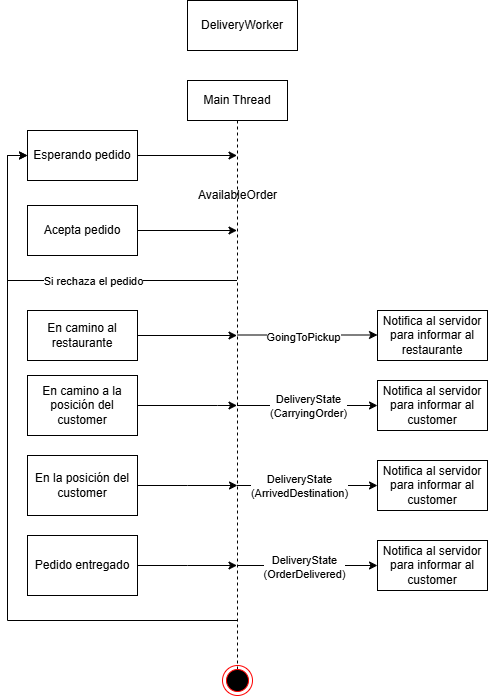 DeliveryWorker
Main Thread
Esperando pedido
AvailableOrder
Acepta pedido
Si rechaza el pedido
En camino al
restaurante
GoingToPickup
Notifica al servidor
para informar al
restaurante
En camino a la
posición del
customer
DeliveryState
(CarryingOrder)
Notifica al servidor
para informar al
customer
En la posición del
customer
DeliveryState
(ArrivedDestination)
Notifica al servidor
para informar al
customer
Pedido entregado
DeliveryState
(OrderDelivered)
Notifica al servidor
para informar al
customer